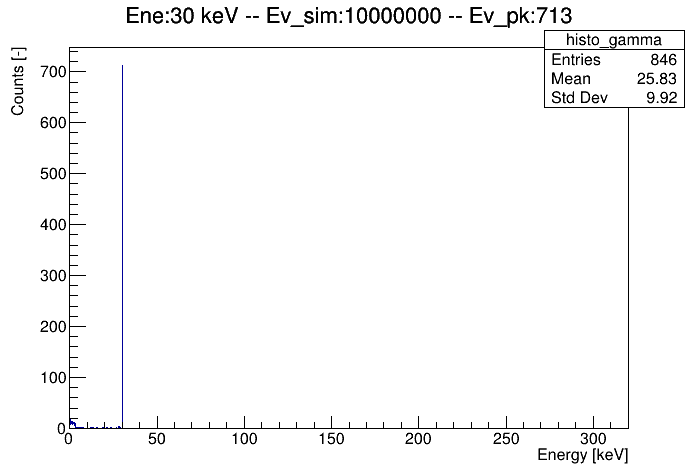 Ene:30 keV -- Ev_sim:10000000 -- Ev_pk:713
histo_gamma
Entries 846
Mean 25.83
Std Dev 9.92
Counts [-]
700
600
500
400
300
200
100
0
0 50 100 150 200 250 300
Energy [keV]